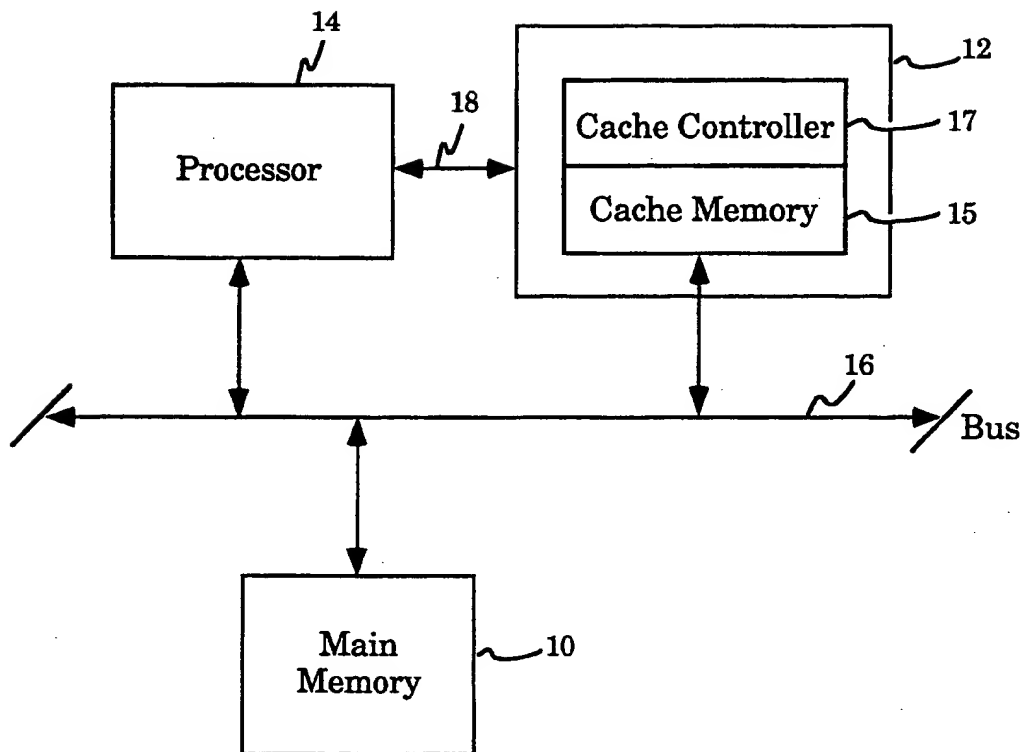 14
12
18
Cache Controller
17
Processor
Cache Memory
15
16
Bus
Main
Memory
10